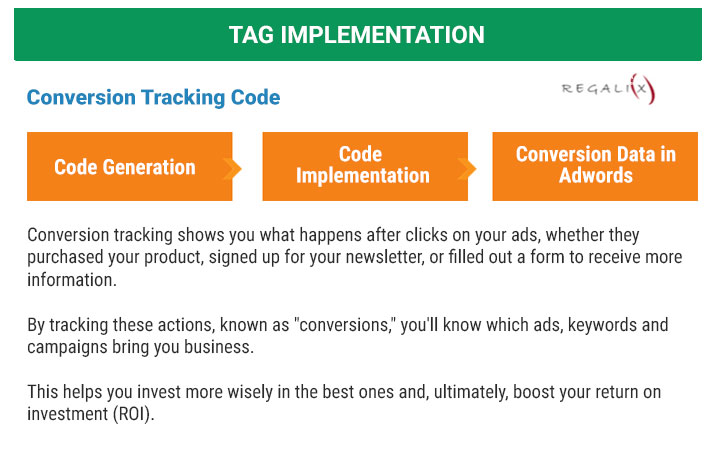 TAG IMPLEMENTATION
Conversion Tracking Code
REGALIX
Code Generation
Code
Implementation
Conversion Data in
Adwords
Conversion tracking shows you what happens after clicks on your ads, whether they
purchased your product, signed up for your newsletter, or filled out a form to receive more
information.
By tracking these actions, known as "conversions," you'll know which ads, keywords and
campaigns bring you business.
This helps you invest more wisely in the best ones and, ultimately, boost your return on
investment (ROI).